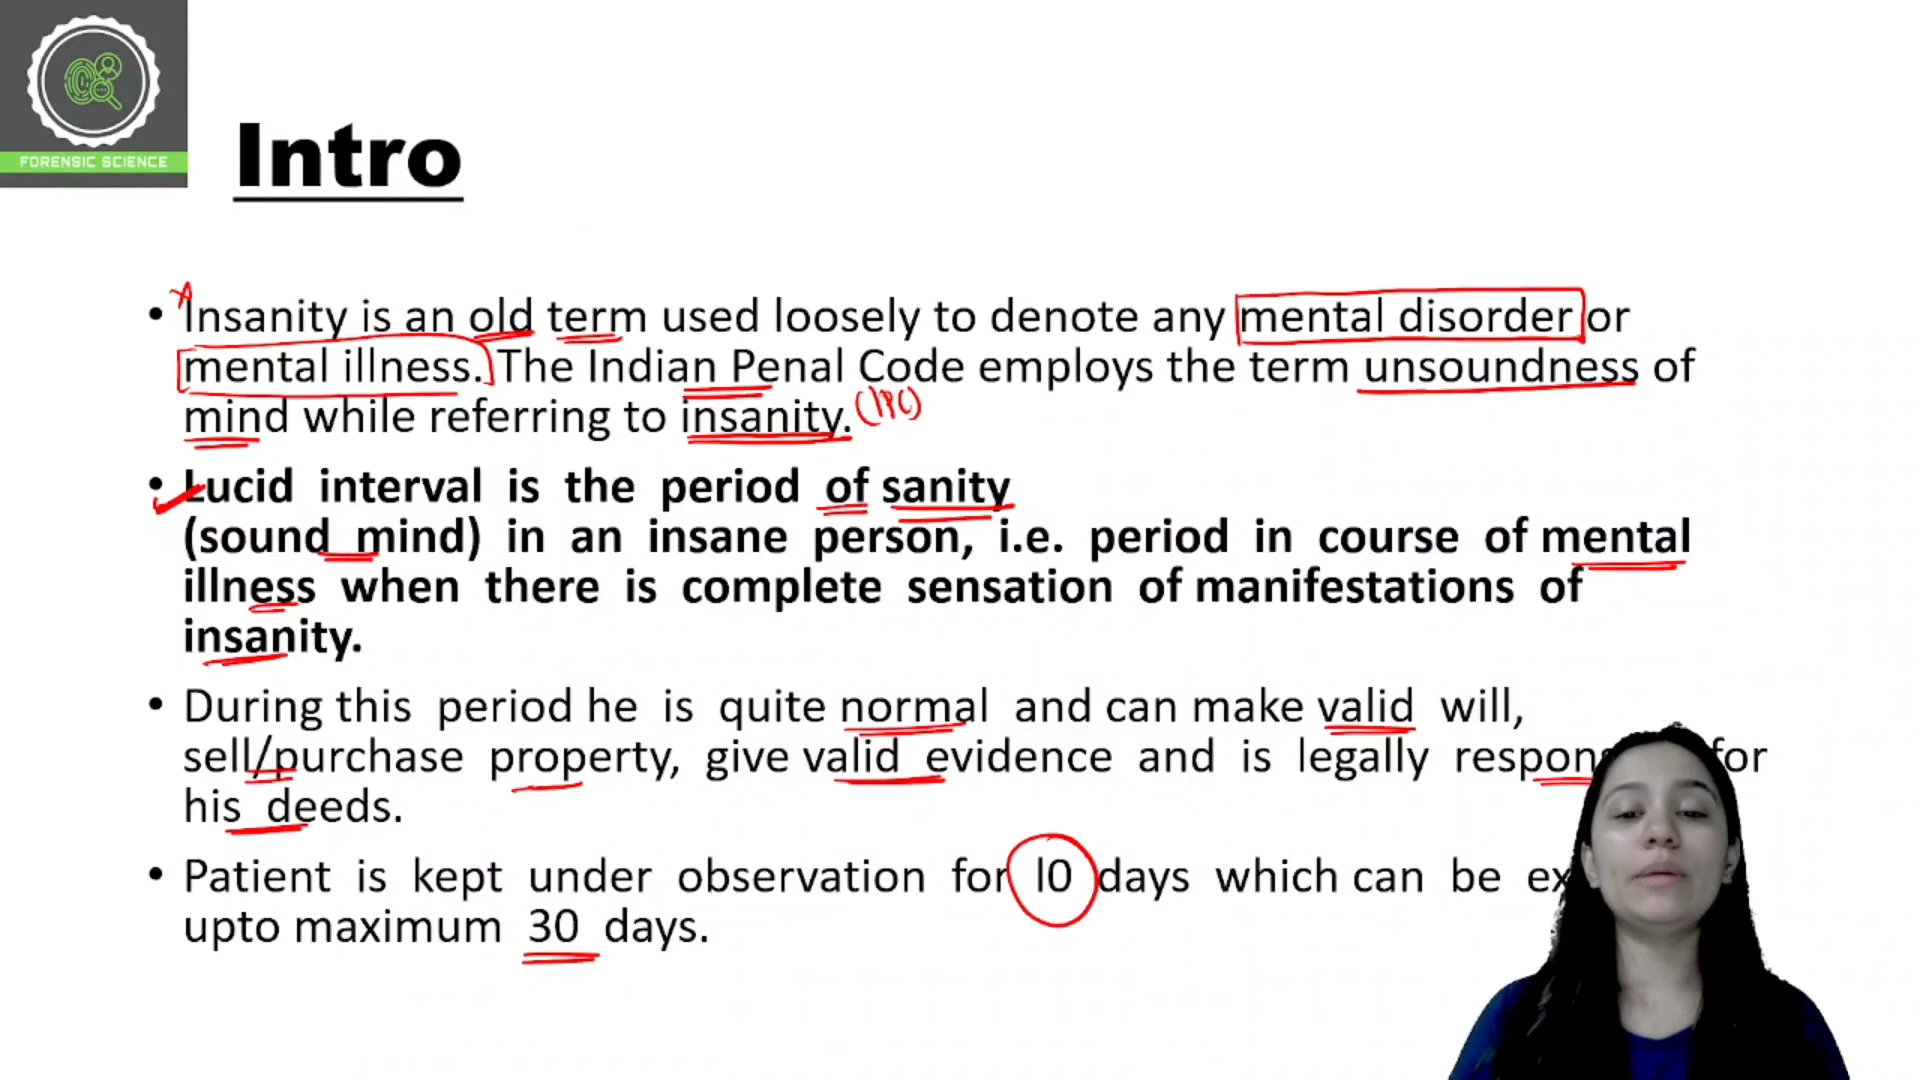 FORENSIC SCIENCE
Intro
• Insanity is an old term used loosely to denote any mental disorder or
mental illness. The Indian Penal Code employs the term unsoundness of
mind while referring to insanity. (IPC)
• Lucid interval is the period of sanity
(sound mind) in an insane person, i.e. period in course of mental
illness when there is complete sensation of manifestations of
insanity.
• During this period he is quite normal and can make valid will,
sell/purchase property, give valid evidence and is legally for
his deeds.
• Patient is kept under observation for l0 days which can be
upto maximum 30 days.